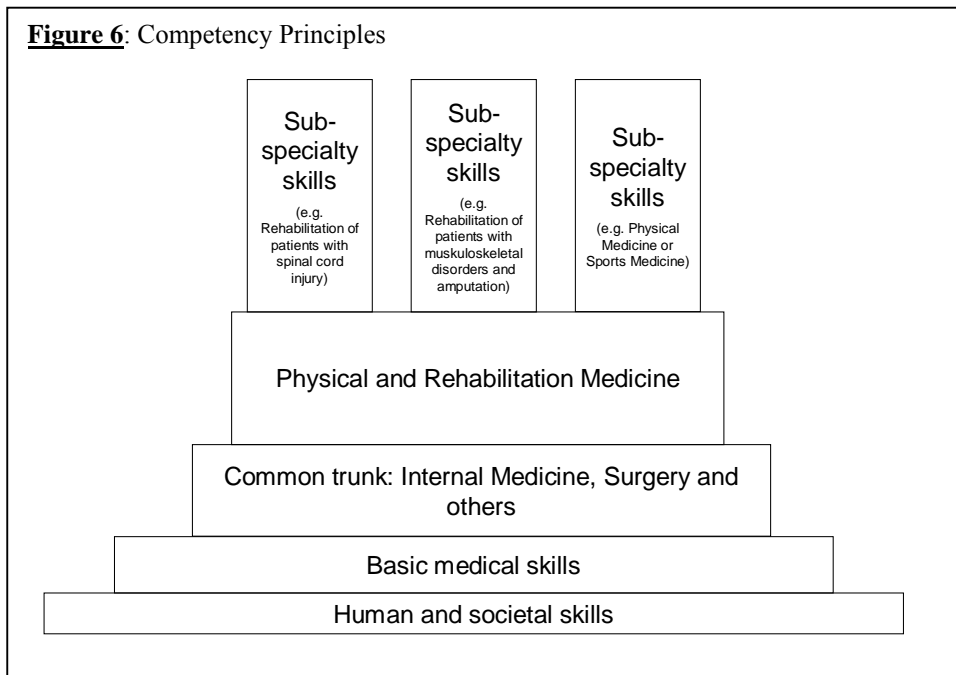 Figure 6: Competency Principles
Sub-
specialty
skills
(e.g.
Rehabilitation of
patients with
spinal cord
injury)
Sub-
specialty
skills
(e.g.
Rehabilitation of
patients with
muskuloskeletal
disorders and
amputation)
Sub-
specialty
skills
(e.g. Physical
Medicine or
Sports Medicine)
Physical and Rehabilitation Medicine
Common trunk: Internal Medicine, Surgery and
others
Basic medical skills
Human and societal skills